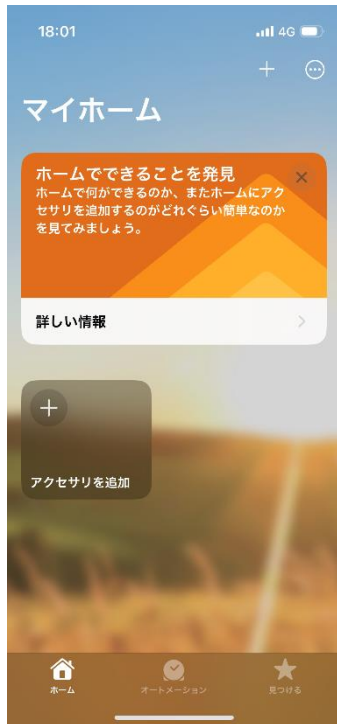 18:01
4G
マイホーム
ホームでできることを発見
ホームで何ができるのか、またホームにアク
セサリを追加するのがどれぐらい簡単なのか
を見てみましょう。
詳しい情報
アクセサリを追加
ホーム
オートメーション
見つける